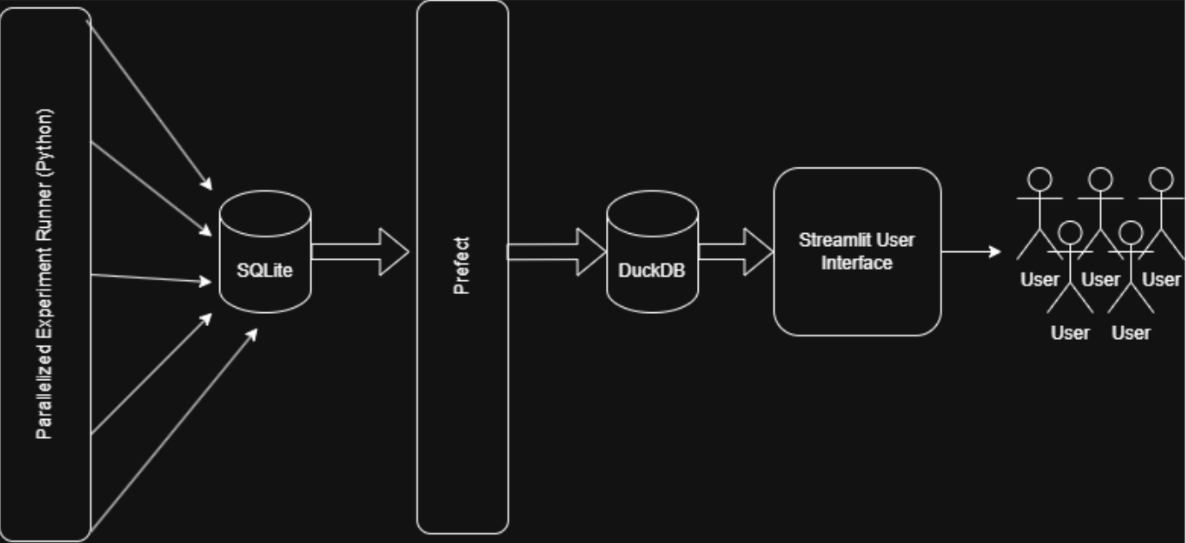 Parallelized Experiment Runner (Python)
SQLite
Prefect
DuckDB
Streamlit User
Interface
User
User
User
User
User